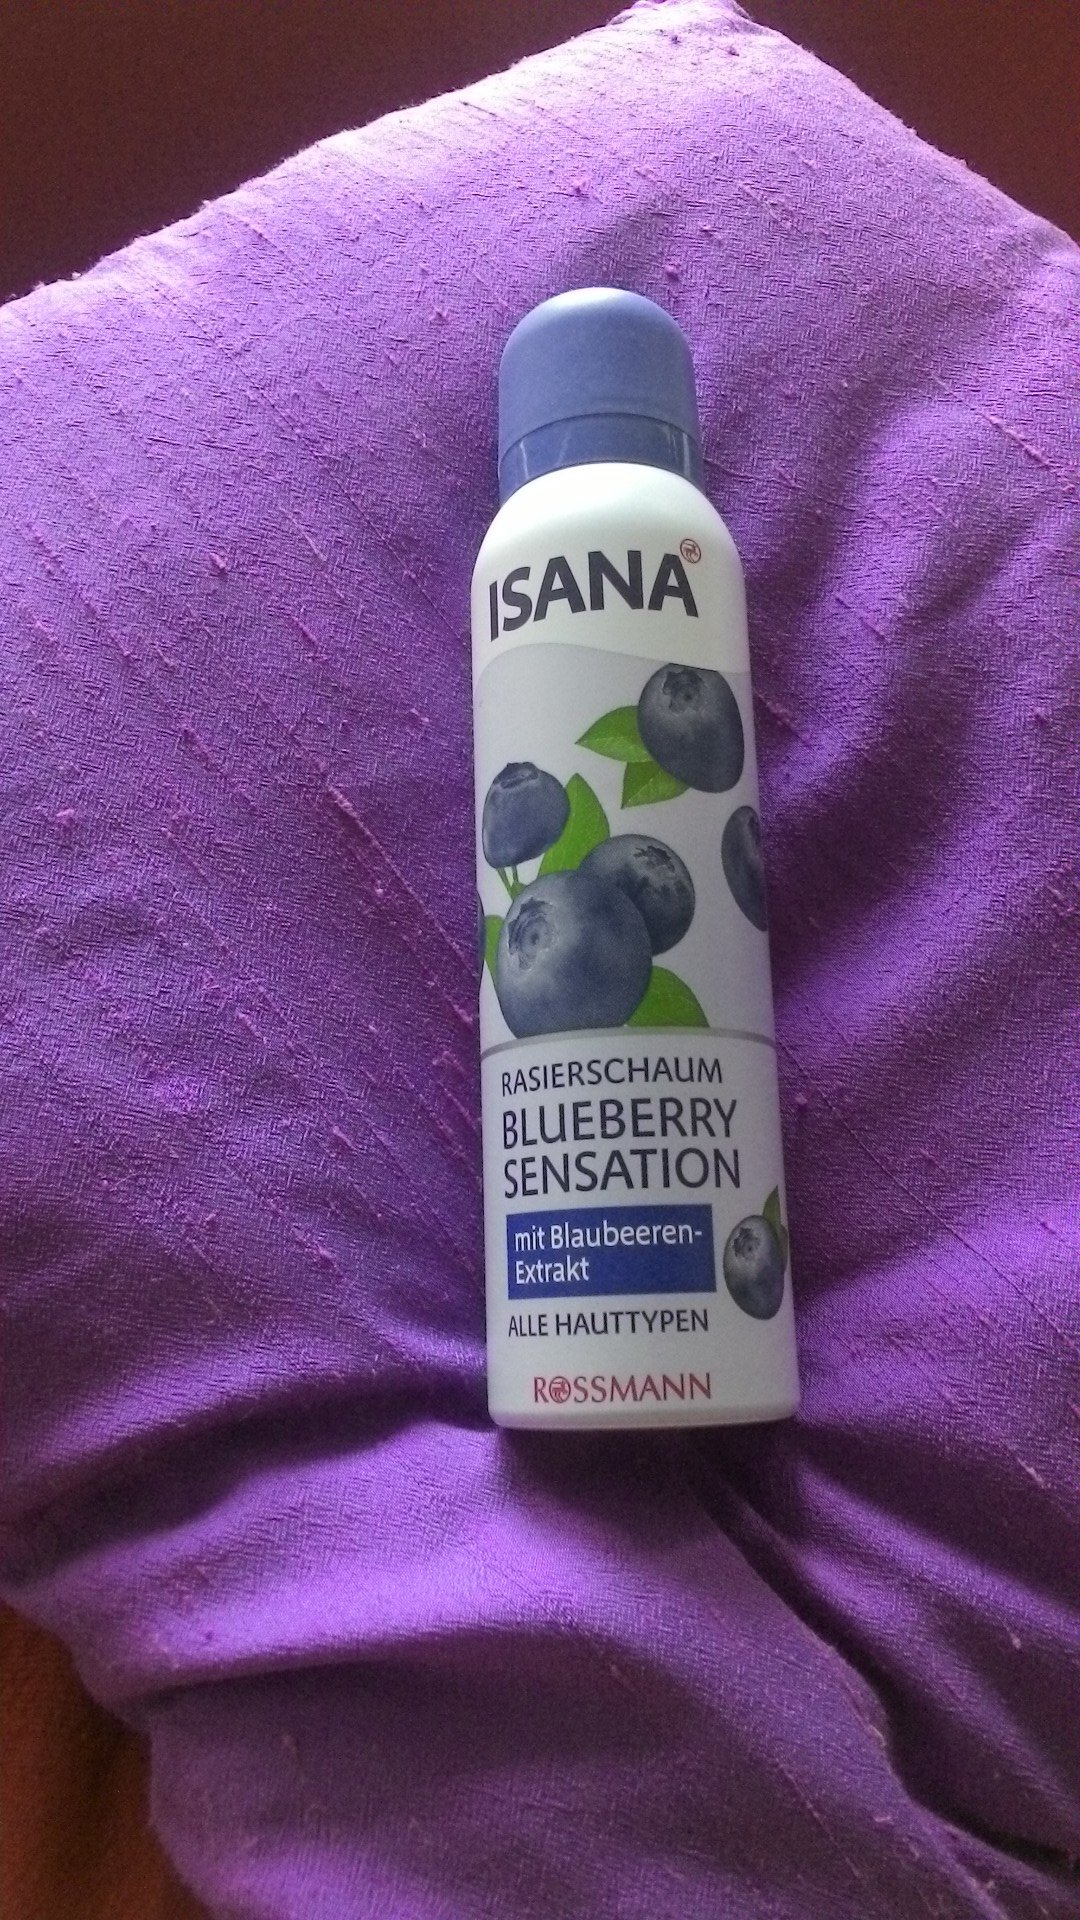 ISANA
RASIERSCHAUM
BLUEBERRY
SENSATION
mit Blaubeeren-
Extrakt
ALLE HAUTTYPEN
ROSSMANN